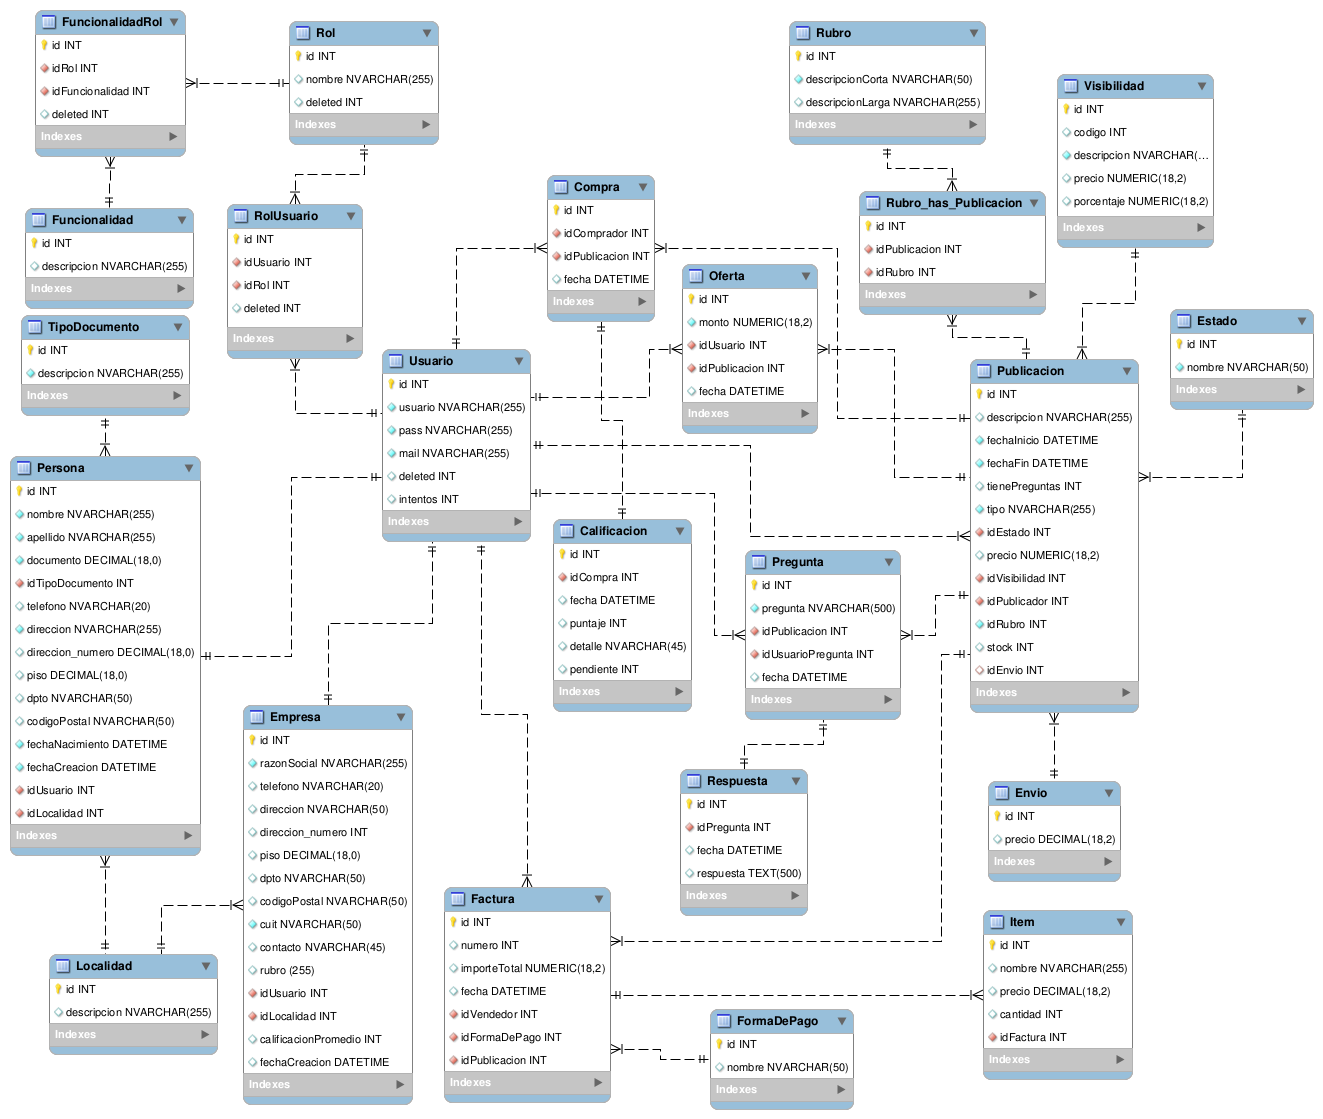 FuncionalidadRol
id INT
idRol INT
idFuncionalidad INT
deleted INT
Indexes
Rol
id INT
nombre NVARCHAR(255)
deleted INT
Indexes
Rubro
id INT
descripcionCorta NVARCHAR(50)
descripcionLarga NVARCHAR(255)
Indexes
Visibilidad
id INT
codigo INT
descripcion NVARCHAR(...
precio NUMERIC(18,2)
porcentaje NUMERIC(18,2)
Indexes
Funcionalidad
id INT
descripcion NVARCHAR(255)
Indexes
RolUsuario
id INT
idUsuario INT
idRol INT
deleted INT
Indexes
Compra
id INT
idComprador INT
idPublicacion INT
fecha DATETIME
Indexes
Rubro_has_Publicacion
id INT
idPublicacion INT
idRubro INT
Indexes
Oferta
id INT
monto NUMERIC(18,2)
idUsuario INT
idPublicacion INT
fecha DATETIME
Indexes
TipoDocumento
id INT
descripcion NVARCHAR(255)
Indexes
Estado
id INT
nombre NVARCHAR(50)
Indexes
Usuario
id INT
usuario NVARCHAR(255)
pass NVARCHAR(255)
mail NVARCHAR(255)
deleted INT
intentos INT
Indexes
Publicacion
id INT
descripcion NVARCHAR(255)
fechaInicio DATETIME
fechaFin DATETIME
tienePreguntas INT
tipo NVARCHAR(255)
idEstado INT
precio NUMERIC(18,2)
idVisibilidad INT
idPublicador INT
idRubro INT
stock INT
idEnvio INT
Indexes
Persona
id INT
nombre NVARCHAR(255)
apellido NVARCHAR(255)
documento DECIMAL(18,0)
idTipoDocumento INT
telefono NVARCHAR(20)
direccion NVARCHAR(255)
direccion_numero DECIMAL(18,0)
piso DECIMAL(18,0)
dpto NVARCHAR(50)
codigoPostal NVARCHAR(50)
fechaNacimiento DATETIME
fechaCreacion DATETIME
idUsuario INT
idLocalidad INT
Indexes
Calificacion
id INT
idCompra INT
fecha DATETIME
puntaje INT
detalle NVARCHAR(45)
pendiente INT
Indexes
Pregunta
id INT
pregunta NVARCHAR(500)
idPublicacion INT
idUsuarioPregunta INT
fecha DATETIME
Indexes
Empresa
id INT
razonSocial NVARCHAR(255)
telefono NVARCHAR(20)
direccion NVARCHAR(50)
direccion_numero INT
piso DECIMAL(18,0)
dpto NVARCHAR(50)
codigoPostal NVARCHAR(50)
cuit NVARCHAR(50)
contacto NVARCHAR(45)
rubro (255)
idUsuario INT
idLocalidad INT
calificacionPromedio INT
fechaCreacion DATETIME
Indexes
Respuesta
id INT
idPregunta INT
fecha DATETIME
respuesta TEXT(500)
Indexes
Envio
id INT
precio DECIMAL(18,2)
Indexes
Factura
id INT
numero INT
importeTotal NUMERIC(18,2)
fecha DATETIME
idVendedor INT
idFormaDePago INT
idPublicacion INT
Indexes
Item
id INT
nombre NVARCHAR(255)
precio DECIMAL(18,2)
cantidad INT
idFactura INT
Indexes
Localidad
id INT
descripcion NVARCHAR(255)
Indexes
FormaDePago
id INT
nombre NVARCHAR(50)
Indexes